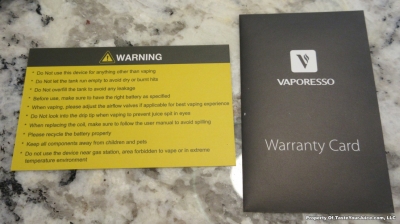 WARNING
Do Not use this device for anything other than vaping
Do Not let the tank run empty to avoid dry or burnt hits
Do Not overfill the tank to avoid any leakage
Before use, make sure to have the right battery as specified
When vaping, please adjust the airflow valves if applicable for best vaping experience
Do Not look into the drip tip when vaping to prevent juice spit in eyes
When replacing the coil, make sure to follow the user manual to avoid spilling
Please recycle the battery properly
Keep all components away from children and pets
Do not use the device near gas station, area forbidden to vape or in extreme
temperature environment
VAPORESSO
Warranty Card
Property Of TasteYourJuice.com, LLC